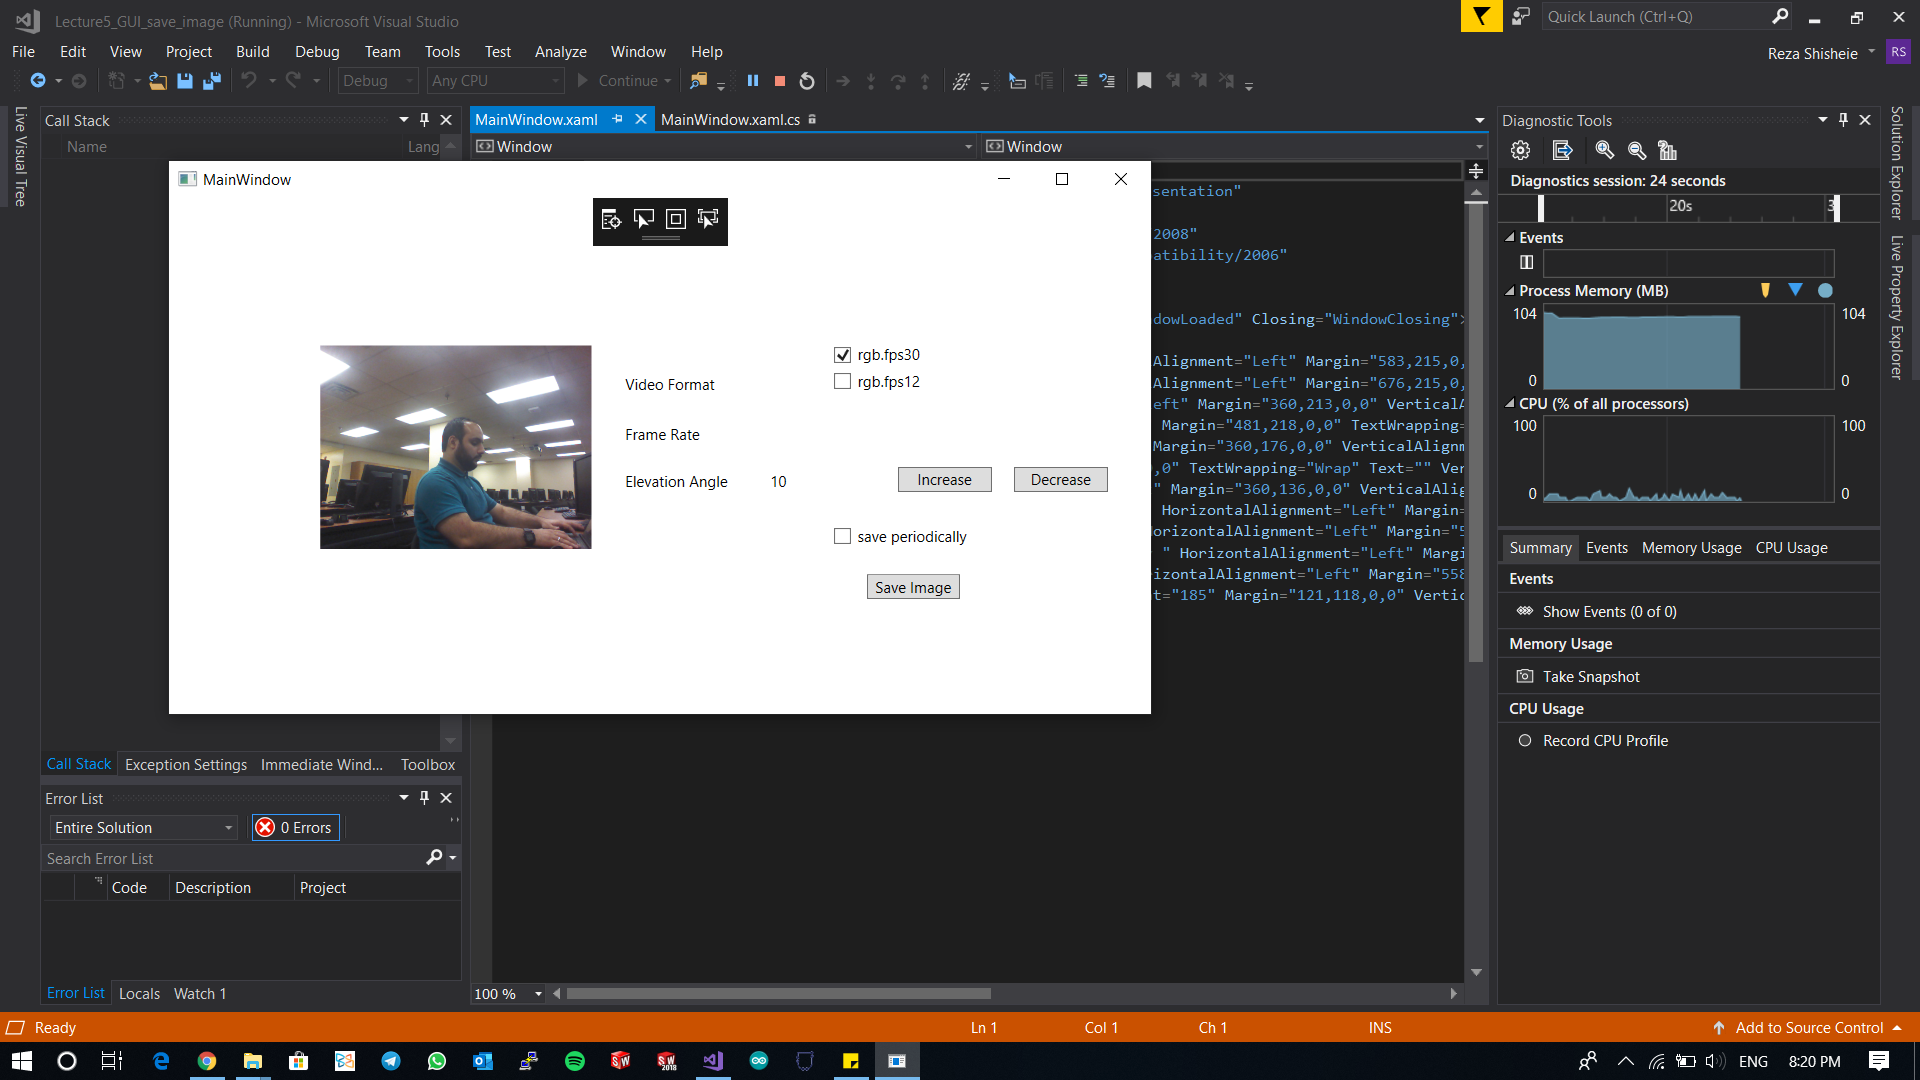 Lecture5_GUI_save_image (Running) - Microsoft Visual Studio
Quick Launch (Ctrl+Q)
File Edit View Project Build Debug Team Tools Test Analyze Window Help
Reza Shisheie RS
Debug Any CPU Continue
Live Visual Tree
Call Stack
Name Lang
MainWindow.xaml MainWindow.xaml.cs
Window Window
MainWindow
Video Format
Frame Rate
Elevation Angle 10
rgb.fps30
rgb.fps12
Increase Decrease
save periodically
Save Image
sentation"
2008"
atibility/2006"
ndowLoaded" Closing="WindowClosing">
Alignment="Left" Margin="583,215,0,
Alignment="Left" Margin="676,215,0,
eft" Margin="360,213,0,0" VerticalA
Margin="481,218,0,0" TextWrapping=
Margin="360,176,0,0" VerticalAlignm
,0" TextWrapping="Wrap" Text="" Ver
" Margin="360,136,0,0" VerticalAlig
HorizontalAlignment="Left" Margin=
HorizontalAlignment="Left" Margin="5
" HorizontalAlignment="Left" Margi
izontalAlignment="Left" Margin="558
t="185" Margin="121,118,0,0" Vertic
Call Stack Exception Settings Immediate Wind... Toolbox
Error List
Entire Solution 0 Errors
Search Error List
Code Description Project
Error List Locals Watch 1
100 %
Diagnostic Tools
Diagnostics session: 24 seconds
20s 3
Events
Process Memory (MB)
104 104
0 0
CPU (% of all processors)
100 100
0 0
Summary Events Memory Usage CPU Usage
Events
Show Events (0 of 0)
Memory Usage
Take Snapshot
CPU Usage
Record CPU Profile
Solution Explorer
Live Property Explorer
Ready Ln 1 Col 1 Ch 1 INS Add to Source Control
SW SW 2018 ENG 8:20 PM